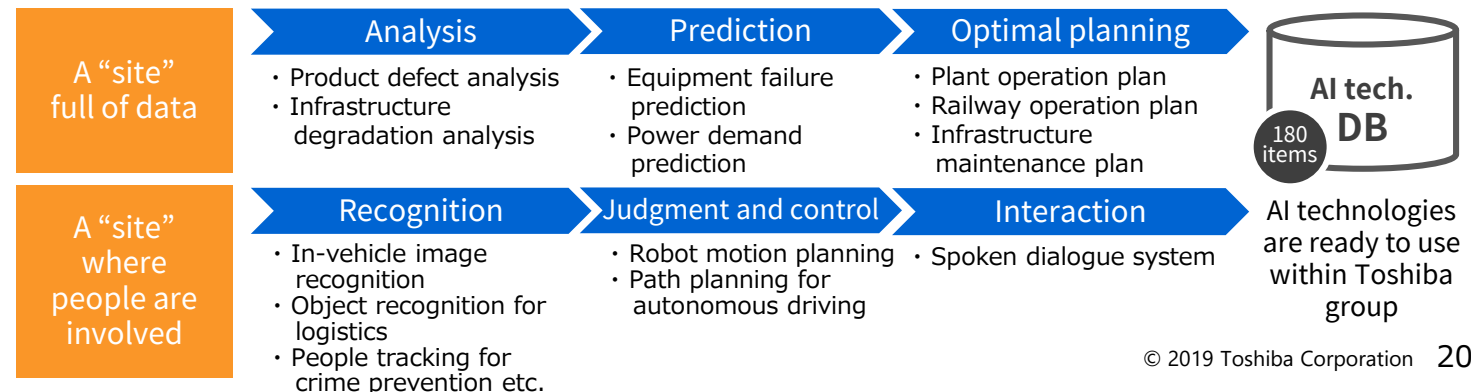 A “site”
full of data
Analysis
・Product defect analysis
・Infrastructure
degradation analysis
Prediction
・Equipment failure
prediction
・Power demand
prediction
Optimal planning
・Plant operation plan
・Railway operation plan
・Infrastructure
maintenance plan
AI tech.
DB
180
items
A “site”
where
people are
involved
Recognition
・In-vehicle image
recognition
・Object recognition for
logistics
・People tracking for
crime prevention etc.
Judgment and control
・Robot motion planning
・Path planning for
autonomous driving
Interaction
・Spoken dialogue system
AI technologies
are ready to use
within Toshiba
group
© 2019 Toshiba Corporation 20